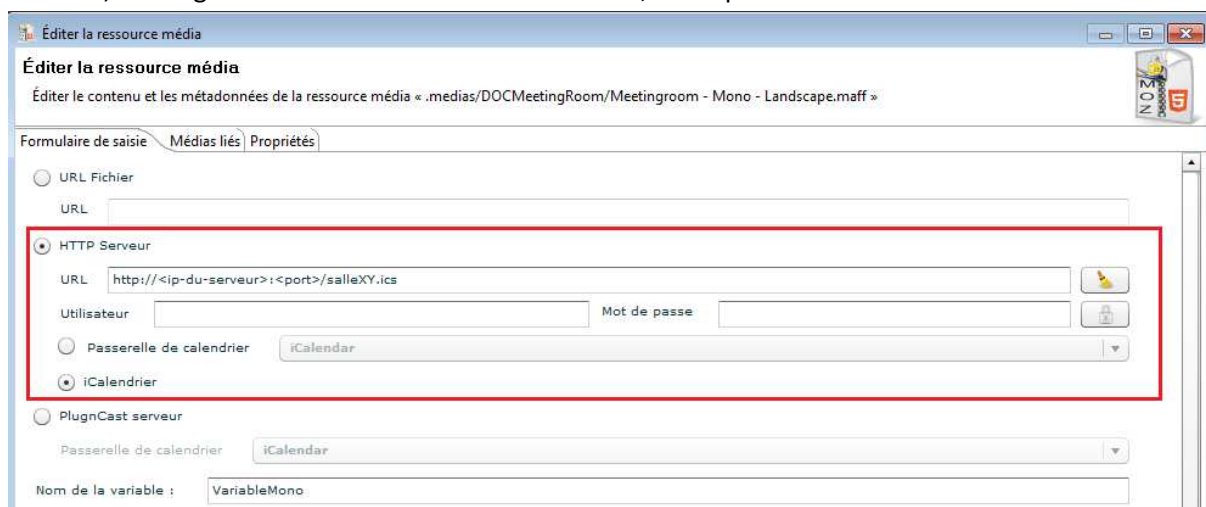 Éditer la ressource média
Éditer la ressource média
Éditer le contenu et les métadonnées de la ressource média « .medias/DOCMeetingRoom/Meetingroom - Mono - Landscape.maff »
MOZ
Formulaire de saisie Médias liés Propriétés
URL Fichier
URL
HTTP Serveur
URL http://<ip-du-serveur>:<port>/salleXY.ics
Utilisateur Mot de passe
Passerelle de calendrier iCalendar
iCalendrier
PlugnCast serveur
Passerelle de calendrier iCalendar
Nom de la variable : VariableMono